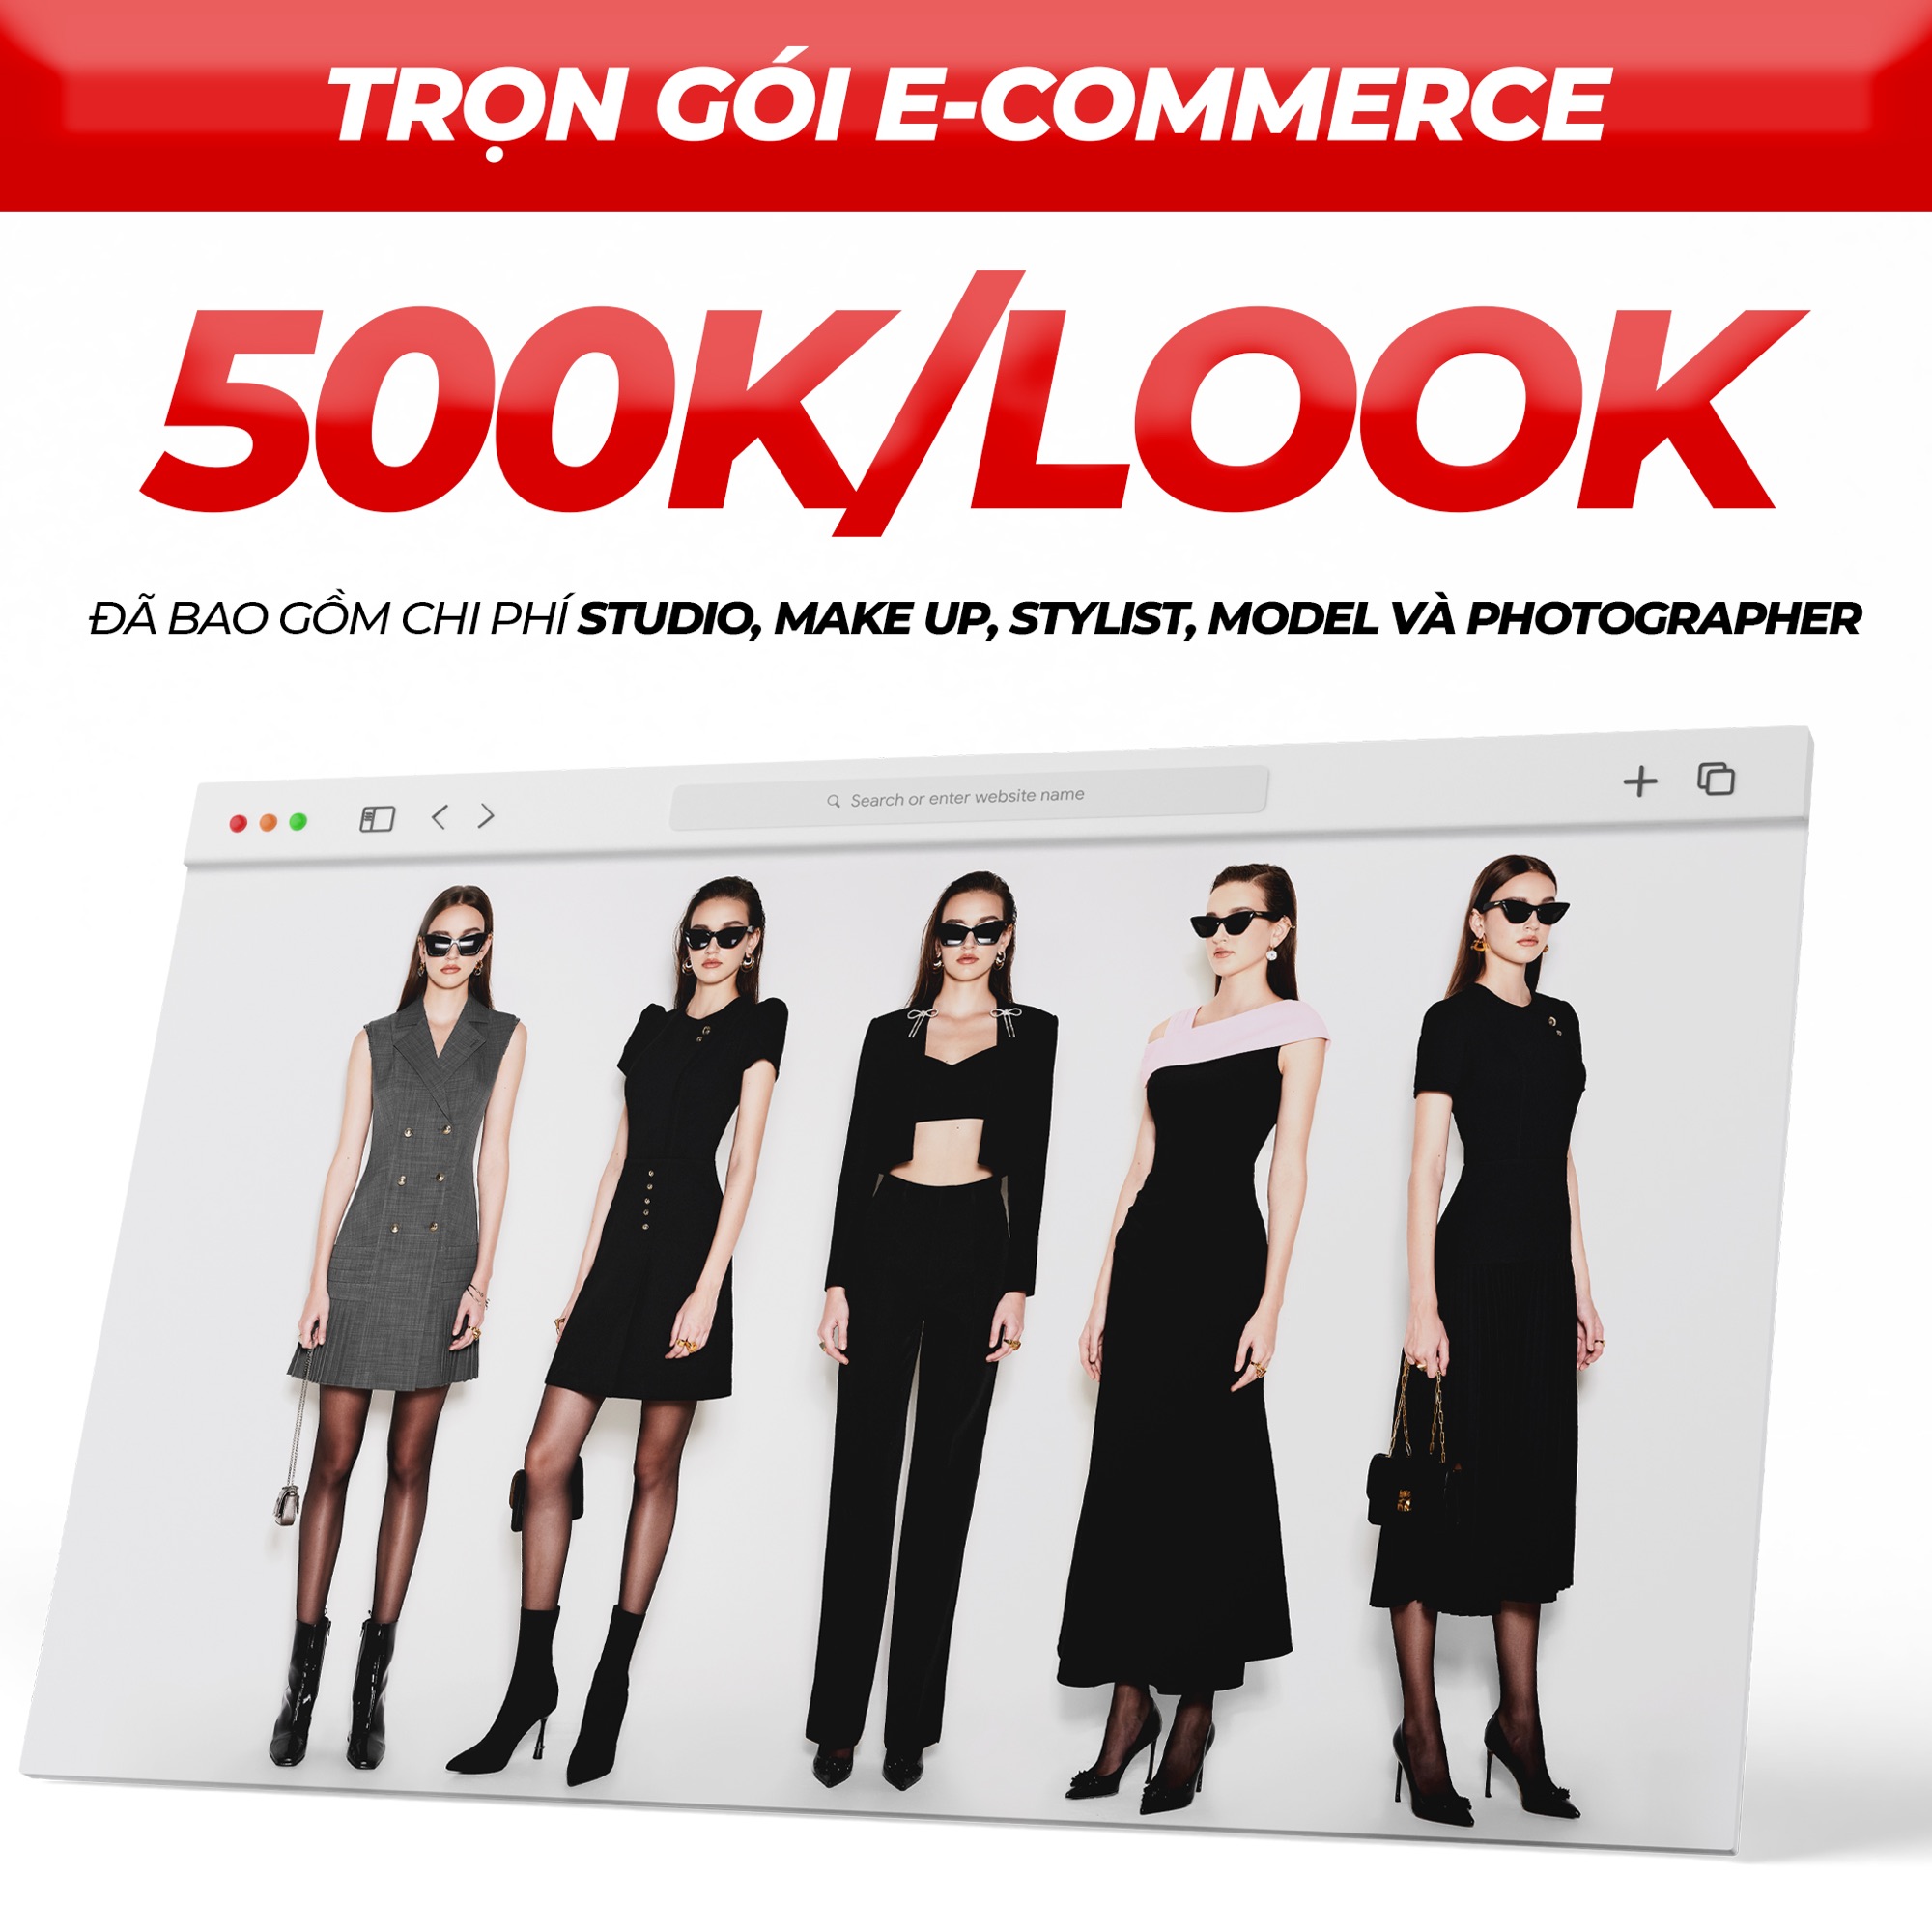 TRỌN GÓI E-COMMERCE
500K/LOOK
ĐÃ BAO GỒM CHI PHÍ STUDIO, MAKE UP, STYLIST, MODEL VÀ PHOTOGRAPHER
Search or enter website name